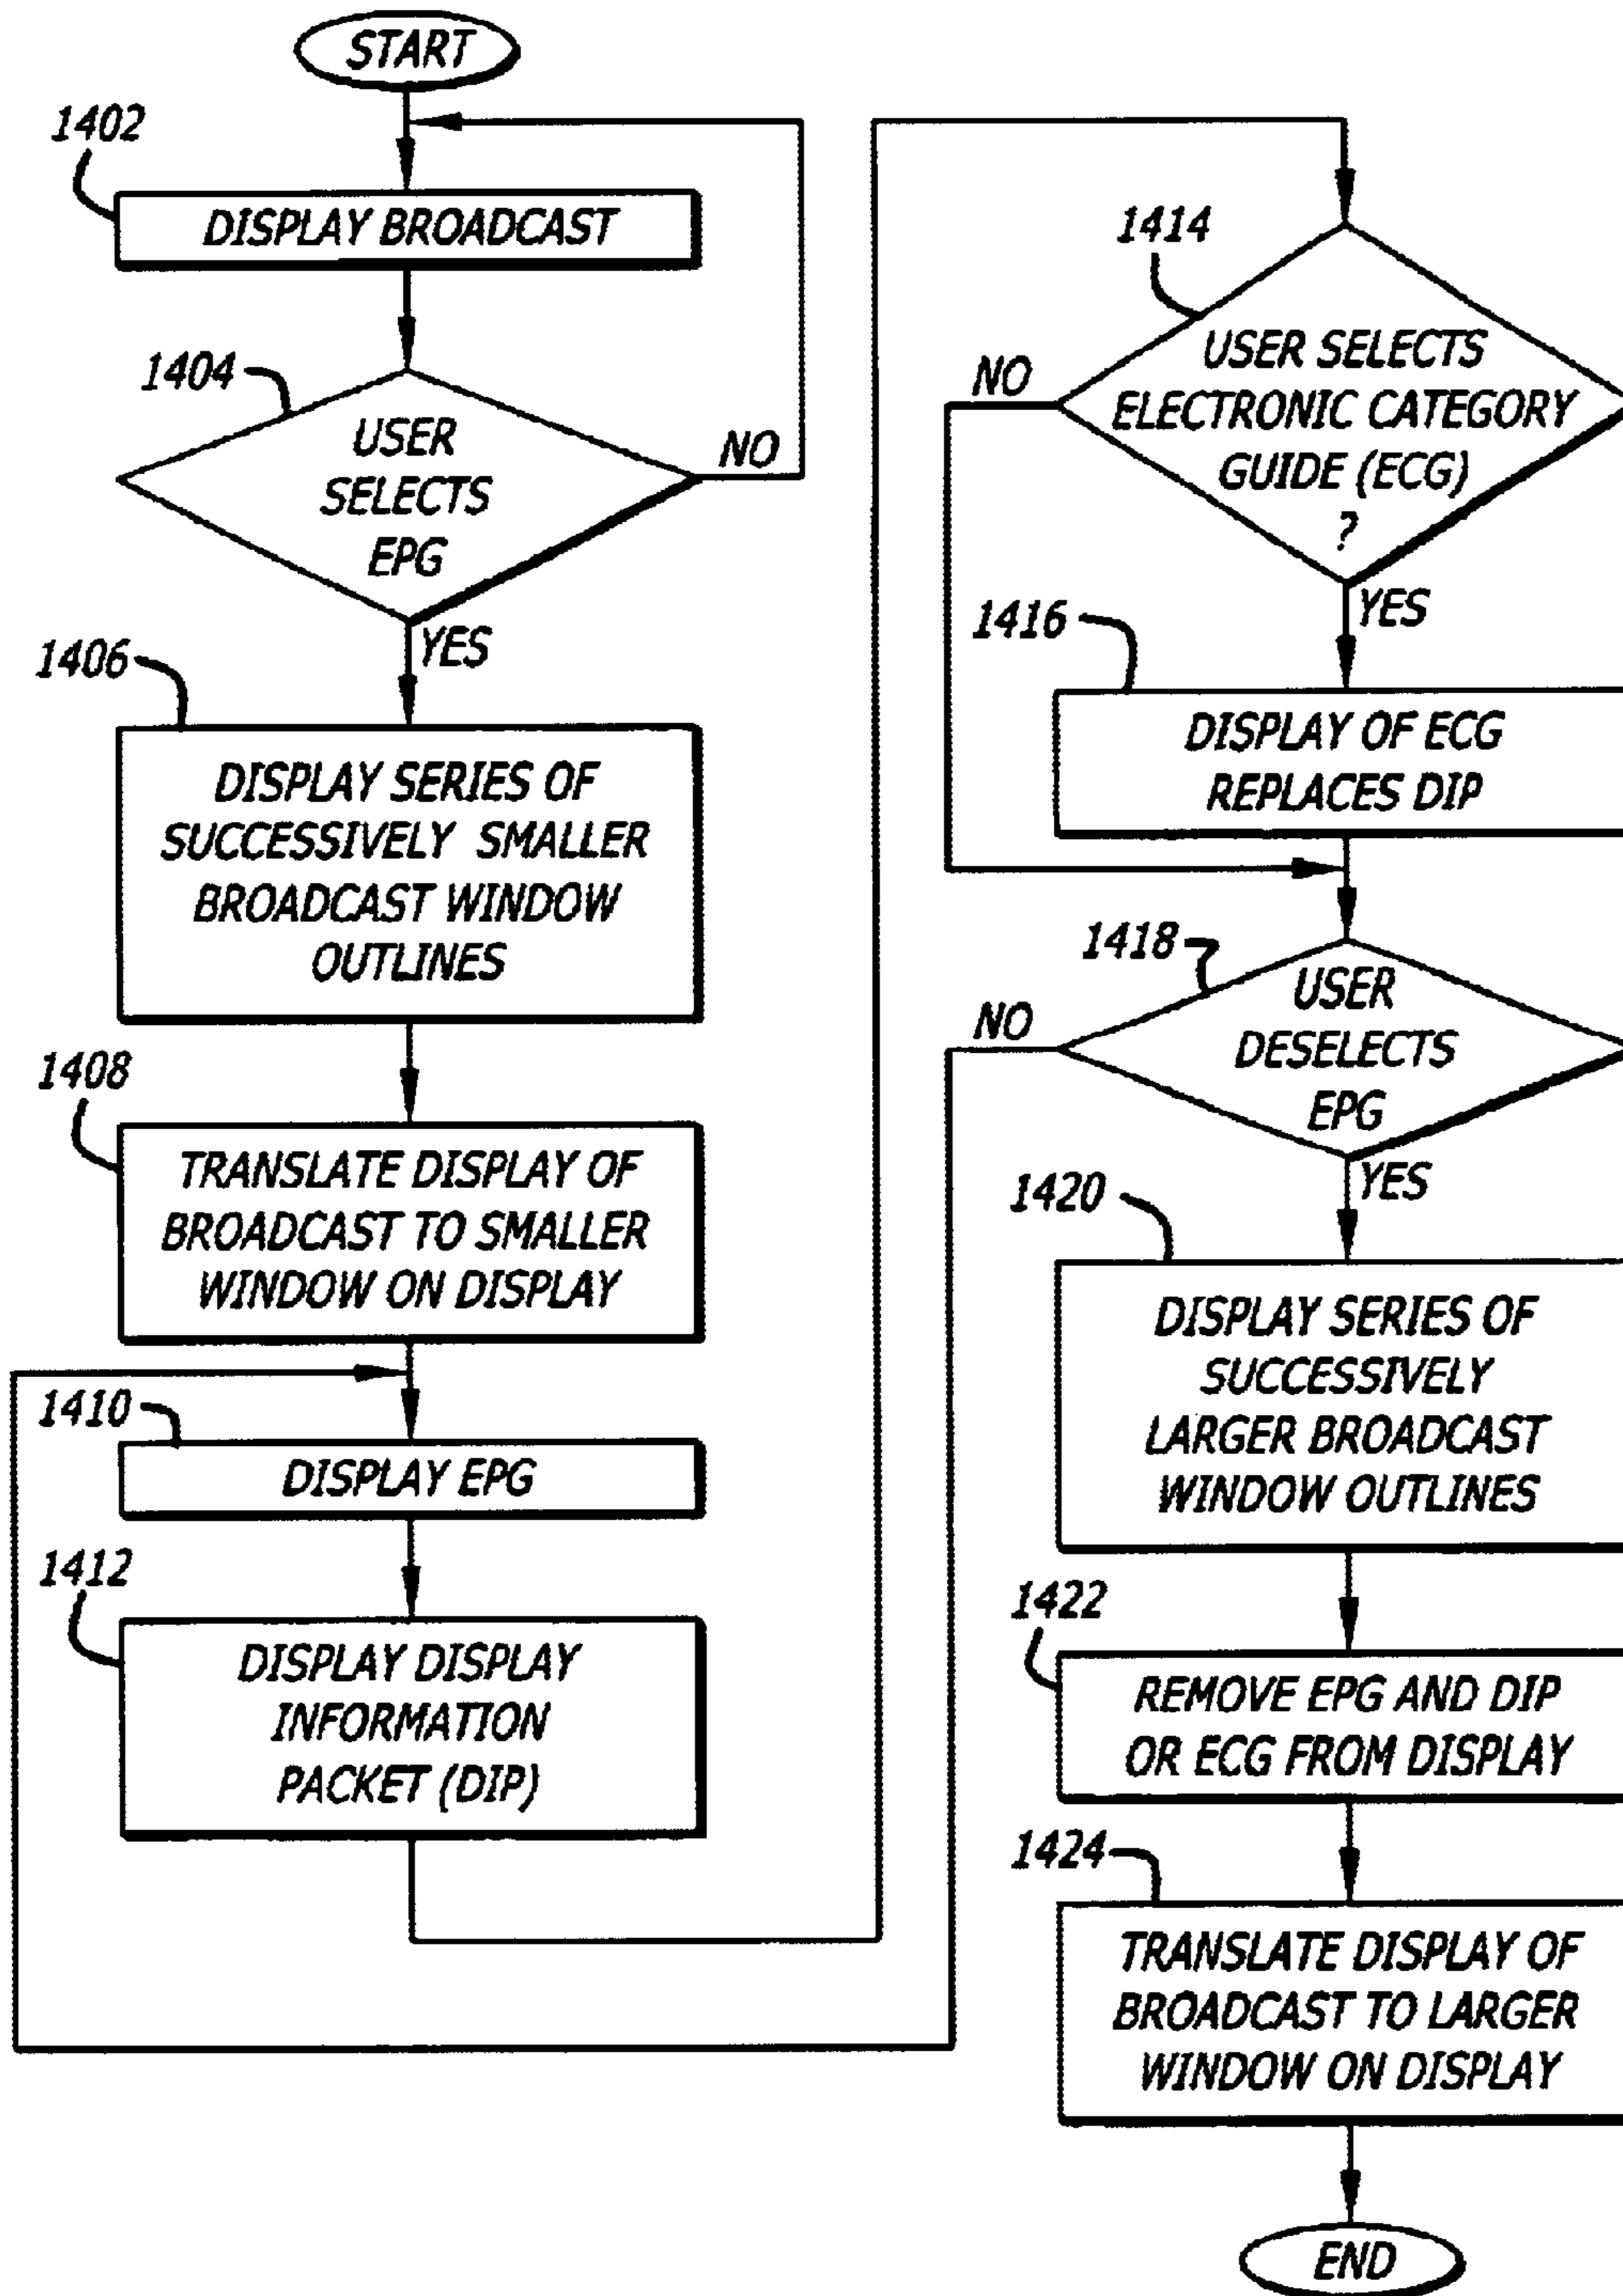 START
1402
DISPLAY BROADCAST
1404
USER
SELECTS
EPG
NO
YES
1406
DISPLAY SERIES OF
SUCCESSIVELY SMALLER
BROADCAST WINDOW
OUTLINES
1408
TRANSLATE DISPLAY OF
BROADCAST TO SMALLER
WINDOW ON DISPLAY
1410
DISPLAY EPG
1412
DISPLAY DISPLAY
INFORMATION
PACKET (DIP)
1414
USER SELECTS
ELECTRONIC CATEGORY
GUIDE (ECG)
?
NO
YES
1416
DISPLAY OF ECG
REPLACES DIP
1418
USER
DESELECTS
EPG
NO
YES
1420
DISPLAY SERIES OF
SUCCESSIVELY
LARGER BROADCAST
WINDOW OUTLINES
1422
REMOVE EPG AND DIP
OR ECG FROM DISPLAY
1424
TRANSLATE DISPLAY OF
BROADCAST TO LARGER
WINDOW ON DISPLAY
END